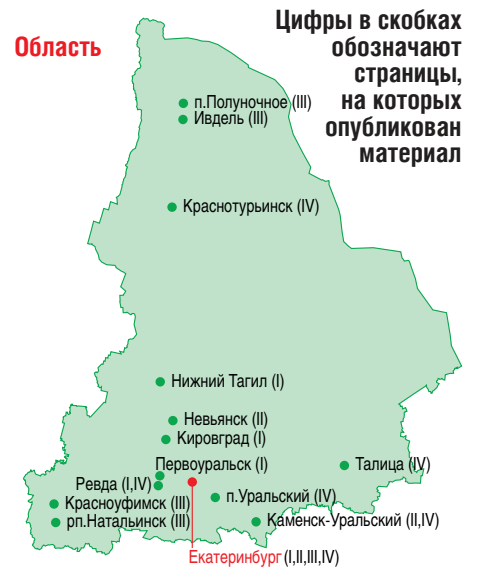 Область
Цифры в скобках
обозначают
страницы,
на которых
опубликован
материал
п.Полуночное (III)
Ивдель (III)
Краснотурьинск (IV)
Нижний Тагил (I)
Невьянск (II)
Кировград (I)
Первоуральск (I)
Талица (IV)
Ревда (I,IV)
п.Уральский (IV)
Красноуфимск (III)
рп.Натальинск (III)
Каменск-Уральский (II,IV)
Екатеринбург (I,II,III,IV)